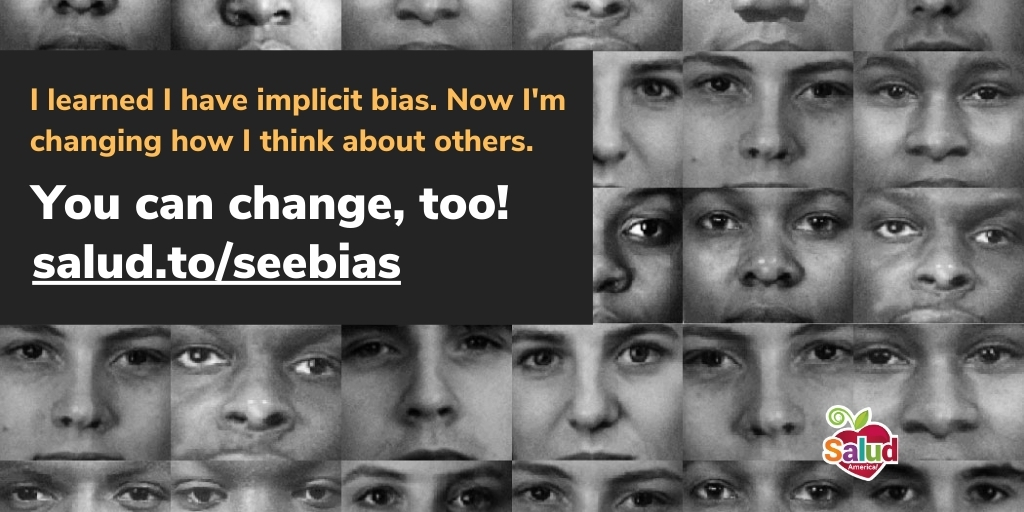 I learned I have implicit bias. Now I'm
changing how I think about others.
You can change, too!
salud.to/seebias
Salud
America!